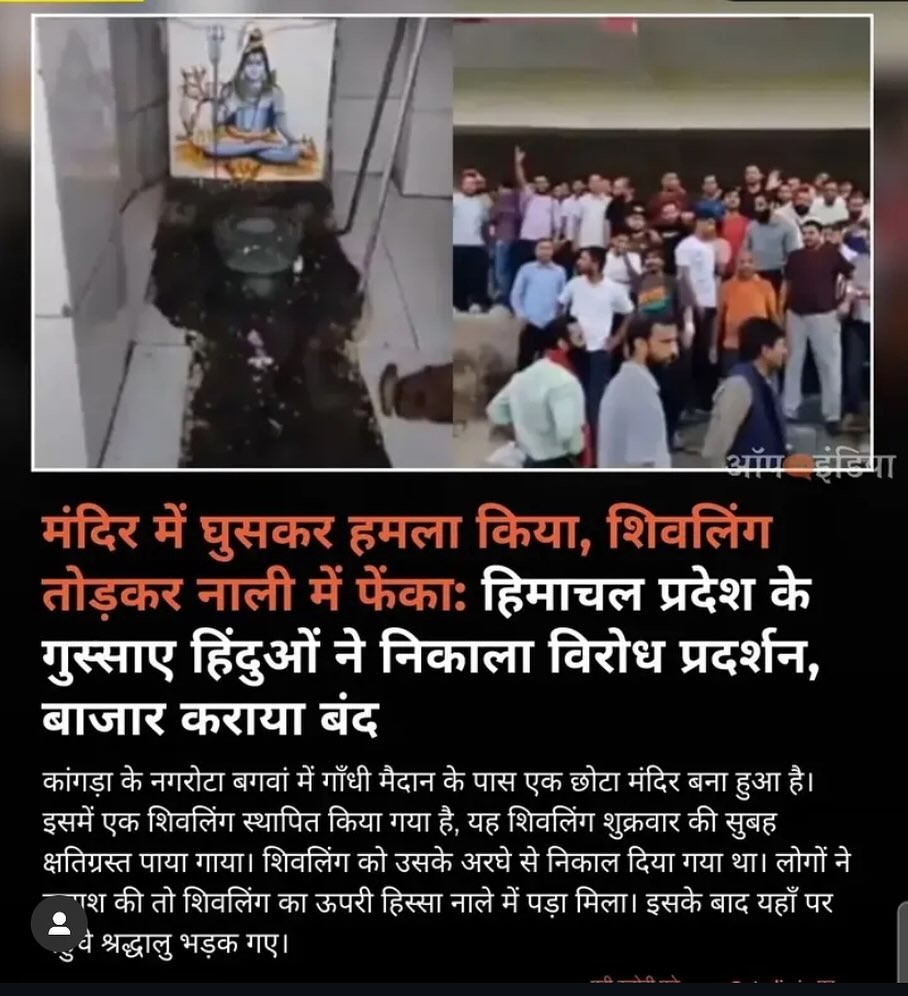 ऑपइंडिया
मंदिर में घुसकर हमला किया, शिवलिंग
तोड़कर नाली में फेंका: हिमाचल प्रदेश के
गुस्साए हिंदुओं ने निकाला विरोध प्रदर्शन,
बाजार कराया बंद
कांगड़ा के नगरोटा बगवां में गाँधी मैदान के पास एक छोटा मंदिर बना हुआ है।
इसमें एक शिवलिंग स्थापित किया गया है, यह शिवलिंग शुक्रवार की सुबह
क्षतिग्रस्त पाया गाया। शिवलिंग को उसके अरघे से निकाल दिया गया था। लोगों ने
की तो शिवलिंग का ऊपरी हिस्सा नाले में पड़ा मिला। इसके बाद यहाँ पर
श्रद्धालु भड़क गए।